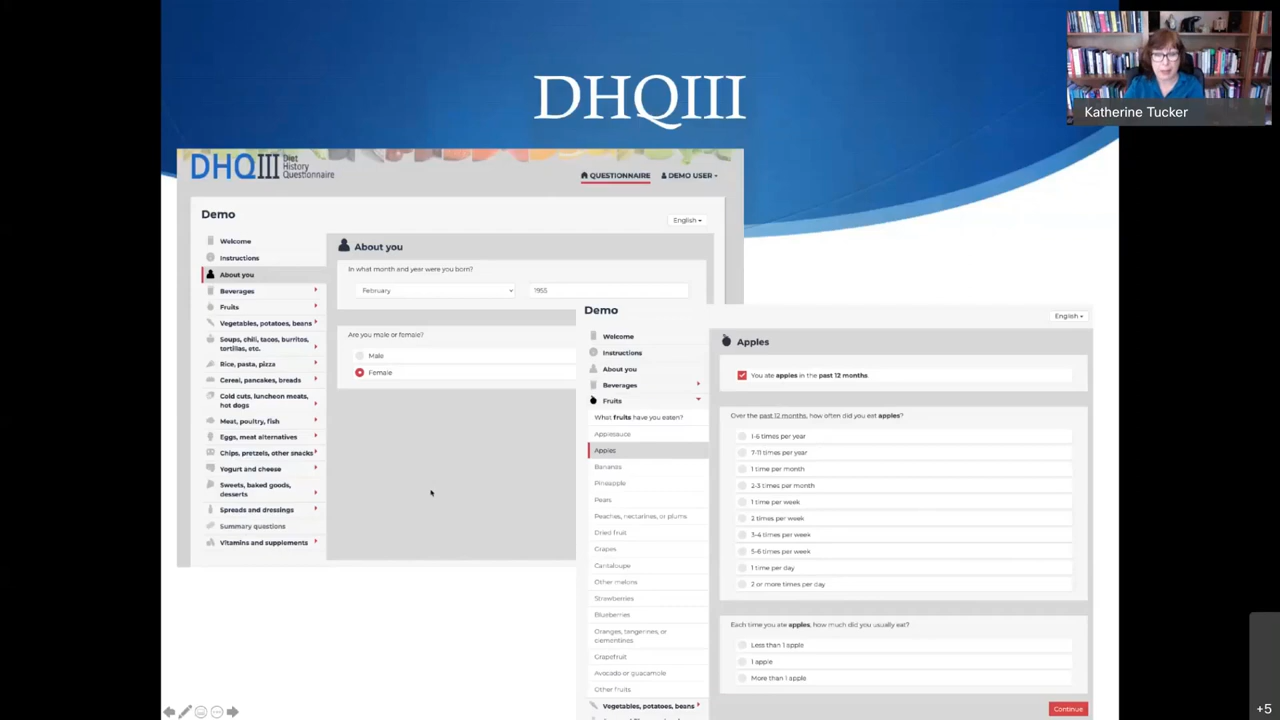 DHQIII
Katherine Tucker
DHQIII Diet
History
Questionnaire
QUESTIONNAIRE
DEMO USER
Demo
English
Welcome
Instructions
About you
Beverages
Fruits
Vegetables, potatoes, beans
Soups, chili, tacos, burritos,
tortillas, etc.
Rice, pasta, pizza
Cereal, pancakes, breads
Cold cuts, luncheon meats,
hot dogs
Meat, poultry, fish
Eggs, meat alternatives
Chips, pretzels, other snacks
Yogurt and cheese
Sweets, baked goods,
desserts
Spreads and dressings
Summary questions
Vitamins and supplements
About you
In what month and year were you born?
February
1955
Are you male or female?
Male
Female
Demo
English
Welcome
Instructions
About you
Beverages
Fruits
What fruits have you eaten?
Applesauce
Apples
Bananas
Pineapple
Pears
Peaches, nectarines, or plums
Dried fruit
Grapes
Cantaloupe
Other melons
Strawberries
Blueberries
Oranges, tangerines, or
clementines
Grapefruit
Avocado or guacamole
Other fruits
Vegetables, potatoes, beans
Apples
You ate apples in the past 12 months
Over the past 12 months, how often did you eat apples?
1-6 times per year
7-11 times per year
1 time per month
2-3 times per month
1 time per week
2 times per week
3-4 times per week
5-6 times per week
1 time per day
2 or more times per day
Each time you ate apples, how much did you usually eat?
Less than 1 apple
1 apple
More than 1 apple
Continue
+5